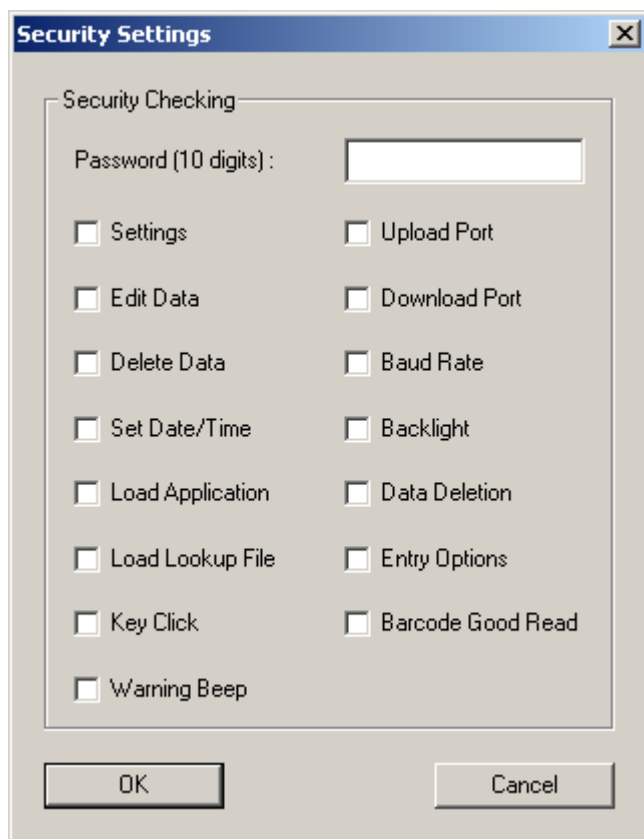 Security Settings
Security Checking
Password (10 digits) :
Settings
Upload Port
Edit Data
Download Port
Delete Data
Baud Rate
Set Date/Time
Backlight
Load Application
Data Deletion
Load Lookup File
Entry Options
Key Click
Barcode Good Read
Warning Beep
OK
Cancel